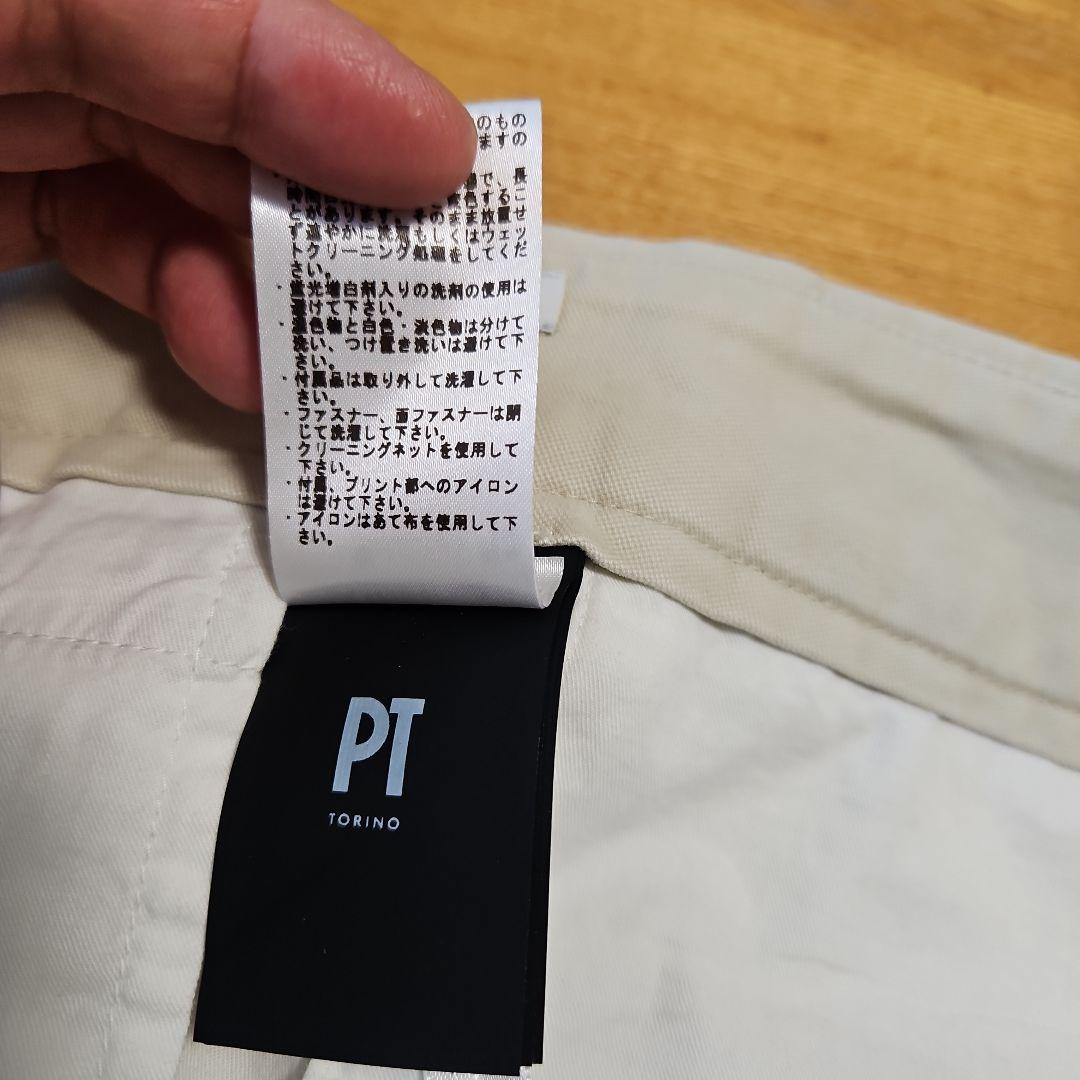 のもの
ますの
で、長
色するこ
とがあります。そのまま放置せ
ず速やかに洗濯もしくはウェッ
トクリーニング処理をしてくだ
さい。
・蛍光増白剤入りの洗剤の使用は
避けて下さい。
・濃色物と白色・淡色物は分けて
洗い、つけ置き洗いは避けて下
さい。
・付属品は取り外して洗濯して下
さい。
・ファスナー、面ファスナーは閉
じて洗濯して下さい。
・クリーニングネットを使用して
下さい。
・付属、プリント部へのアイロン
は避けて下さい。
・アイロンはあて布を使用して下
さい。
PT
TORINO